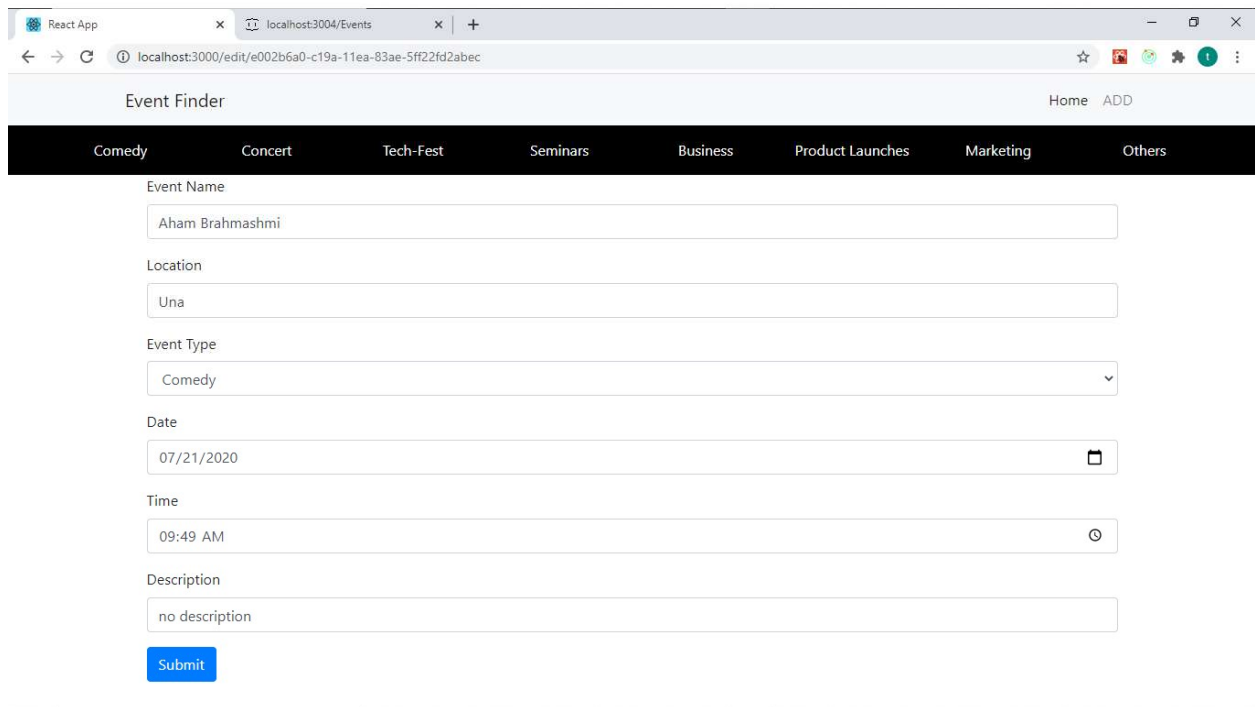 React App
localhost:3004/Events
localhost:3000/edit/e002b6a0-c19a-11ea-83ae-5ff22fd2abec
t
Event Finder Home ADD
Comedy Concert Tech-Fest Seminars Business Product Launches Marketing Others
Event Name
Aham Brahmashmi
Location
Una
Event Type
Comedy
Date
07/21/2020
Time
09:49 AM
Description
no description
Submit